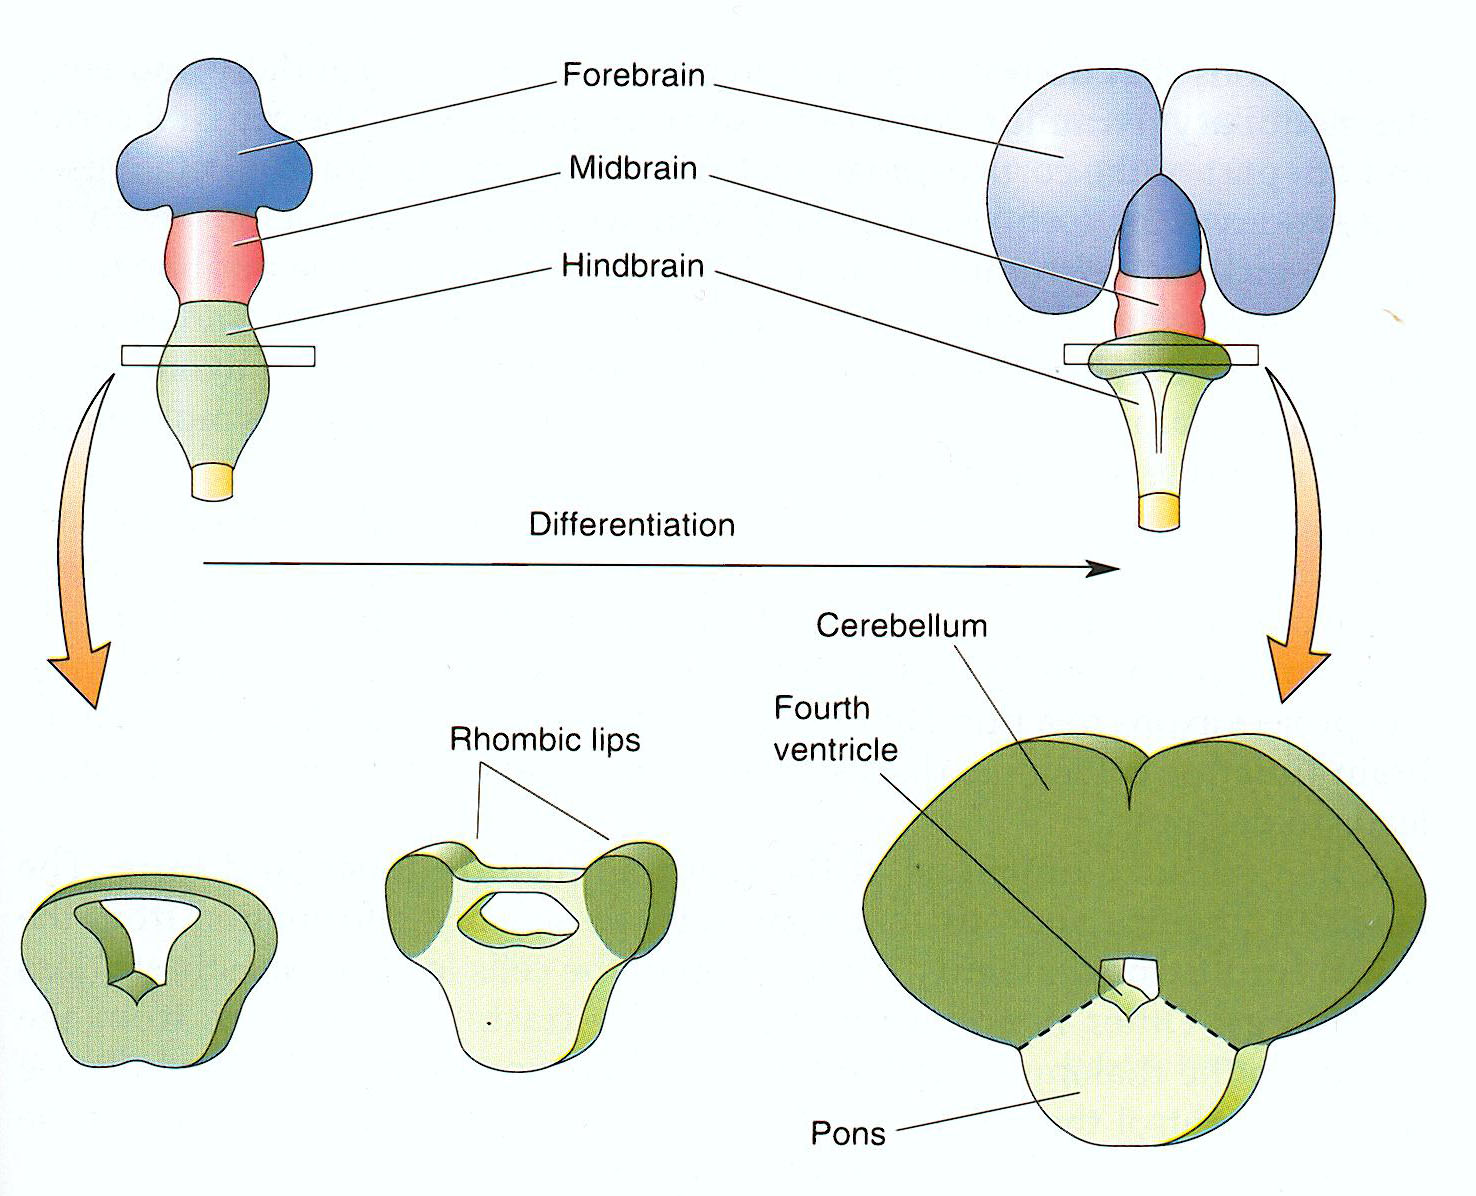 Forebrain
Midbrain
Hindbrain
Differentiation
Cerebellum
Fourth
ventricle
Rhombic lips
Pons